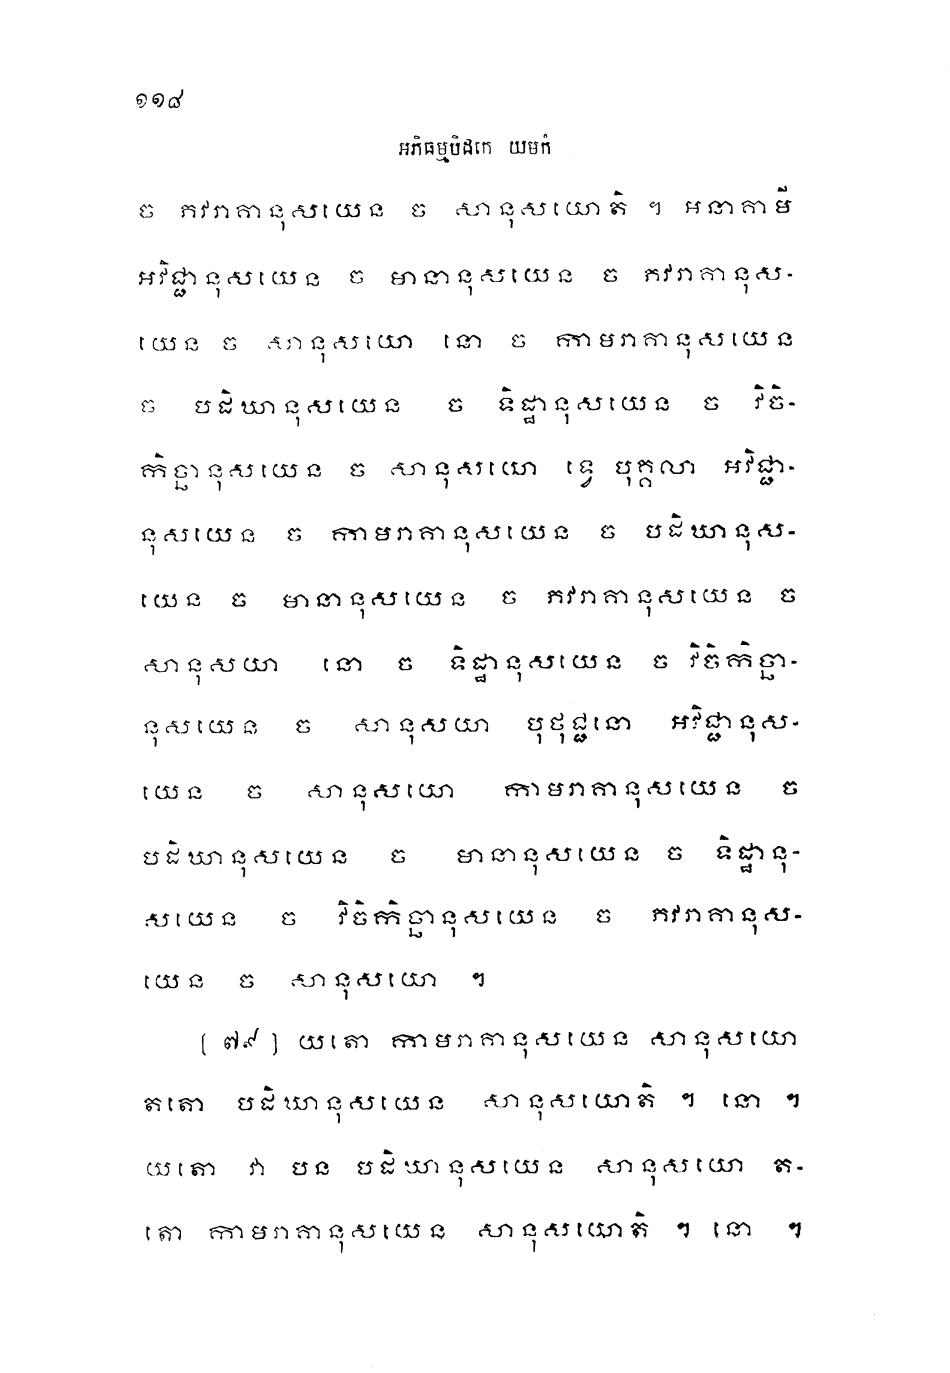 ១១៨
អភិធម្មបិដកេ យមកំ
ច ភវរាគានុសយេន ច សានុសយោតិ ។ អនាគាមី
អវិជ្ជានុសយេន ច មានានុសយេន ច ភវរាគានុស-
យេន ច សានុសយោ នោ ច កាមរាគានុសយេន
ច បដិឃានុសយេន ច ទិដ្ឋានុសយេន ច វិចិ-
កិច្ឆានុសយេន ច សានុសយោ ទ្វេ បុគ្គលា អវិជ្ជា-
នុសយេន ច កាមរាគានុសយេន ច បដិឃានុស-
យេន ច មានានុសយេន ច ភវរាគានុសយេន ច
សានុសយា នោ ច ទិដ្ឋានុសយេន ច វិចិកិច្ឆា-
នុសយេន ច សានុសយា បុថុជ្ជនោ អវិជ្ជានុស-
យេន ច សានុសយោ កាមរាគានុសយេន ច
បដិឃានុសយេន ច មានានុសយេន ច ទិដ្ឋានុ-
សយេន ច វិចិកិច្ឆានុសយេន ច ភវរាគានុស-
យេន ច សានុសយោ ។
[ ៧៩ ] យតោ កាមរាគានុសយេន សានុសយោ
តតោ បដិឃានុសយេន សានុសយោតិ ។ នោ ។
យតោ វា បន បដិឃានុសយេន សានុសយោ ត-
តោ កាមរាគានុសយេន សានុសយោតិ ។ នោ ។